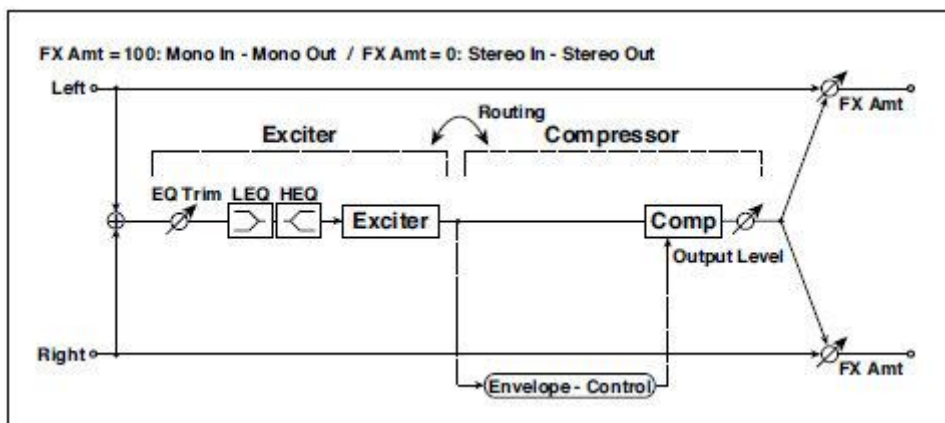 FX Amt = 100: Mono In - Mono Out / FX Amt = 0: Stereo In - Stereo Out
Left
FX Amt
Routing
Exciter
Compressor
EQ Trim
LEQ
HEQ
Exciter
Comp
Output Level
Right
FX Amt
Envelope - Control